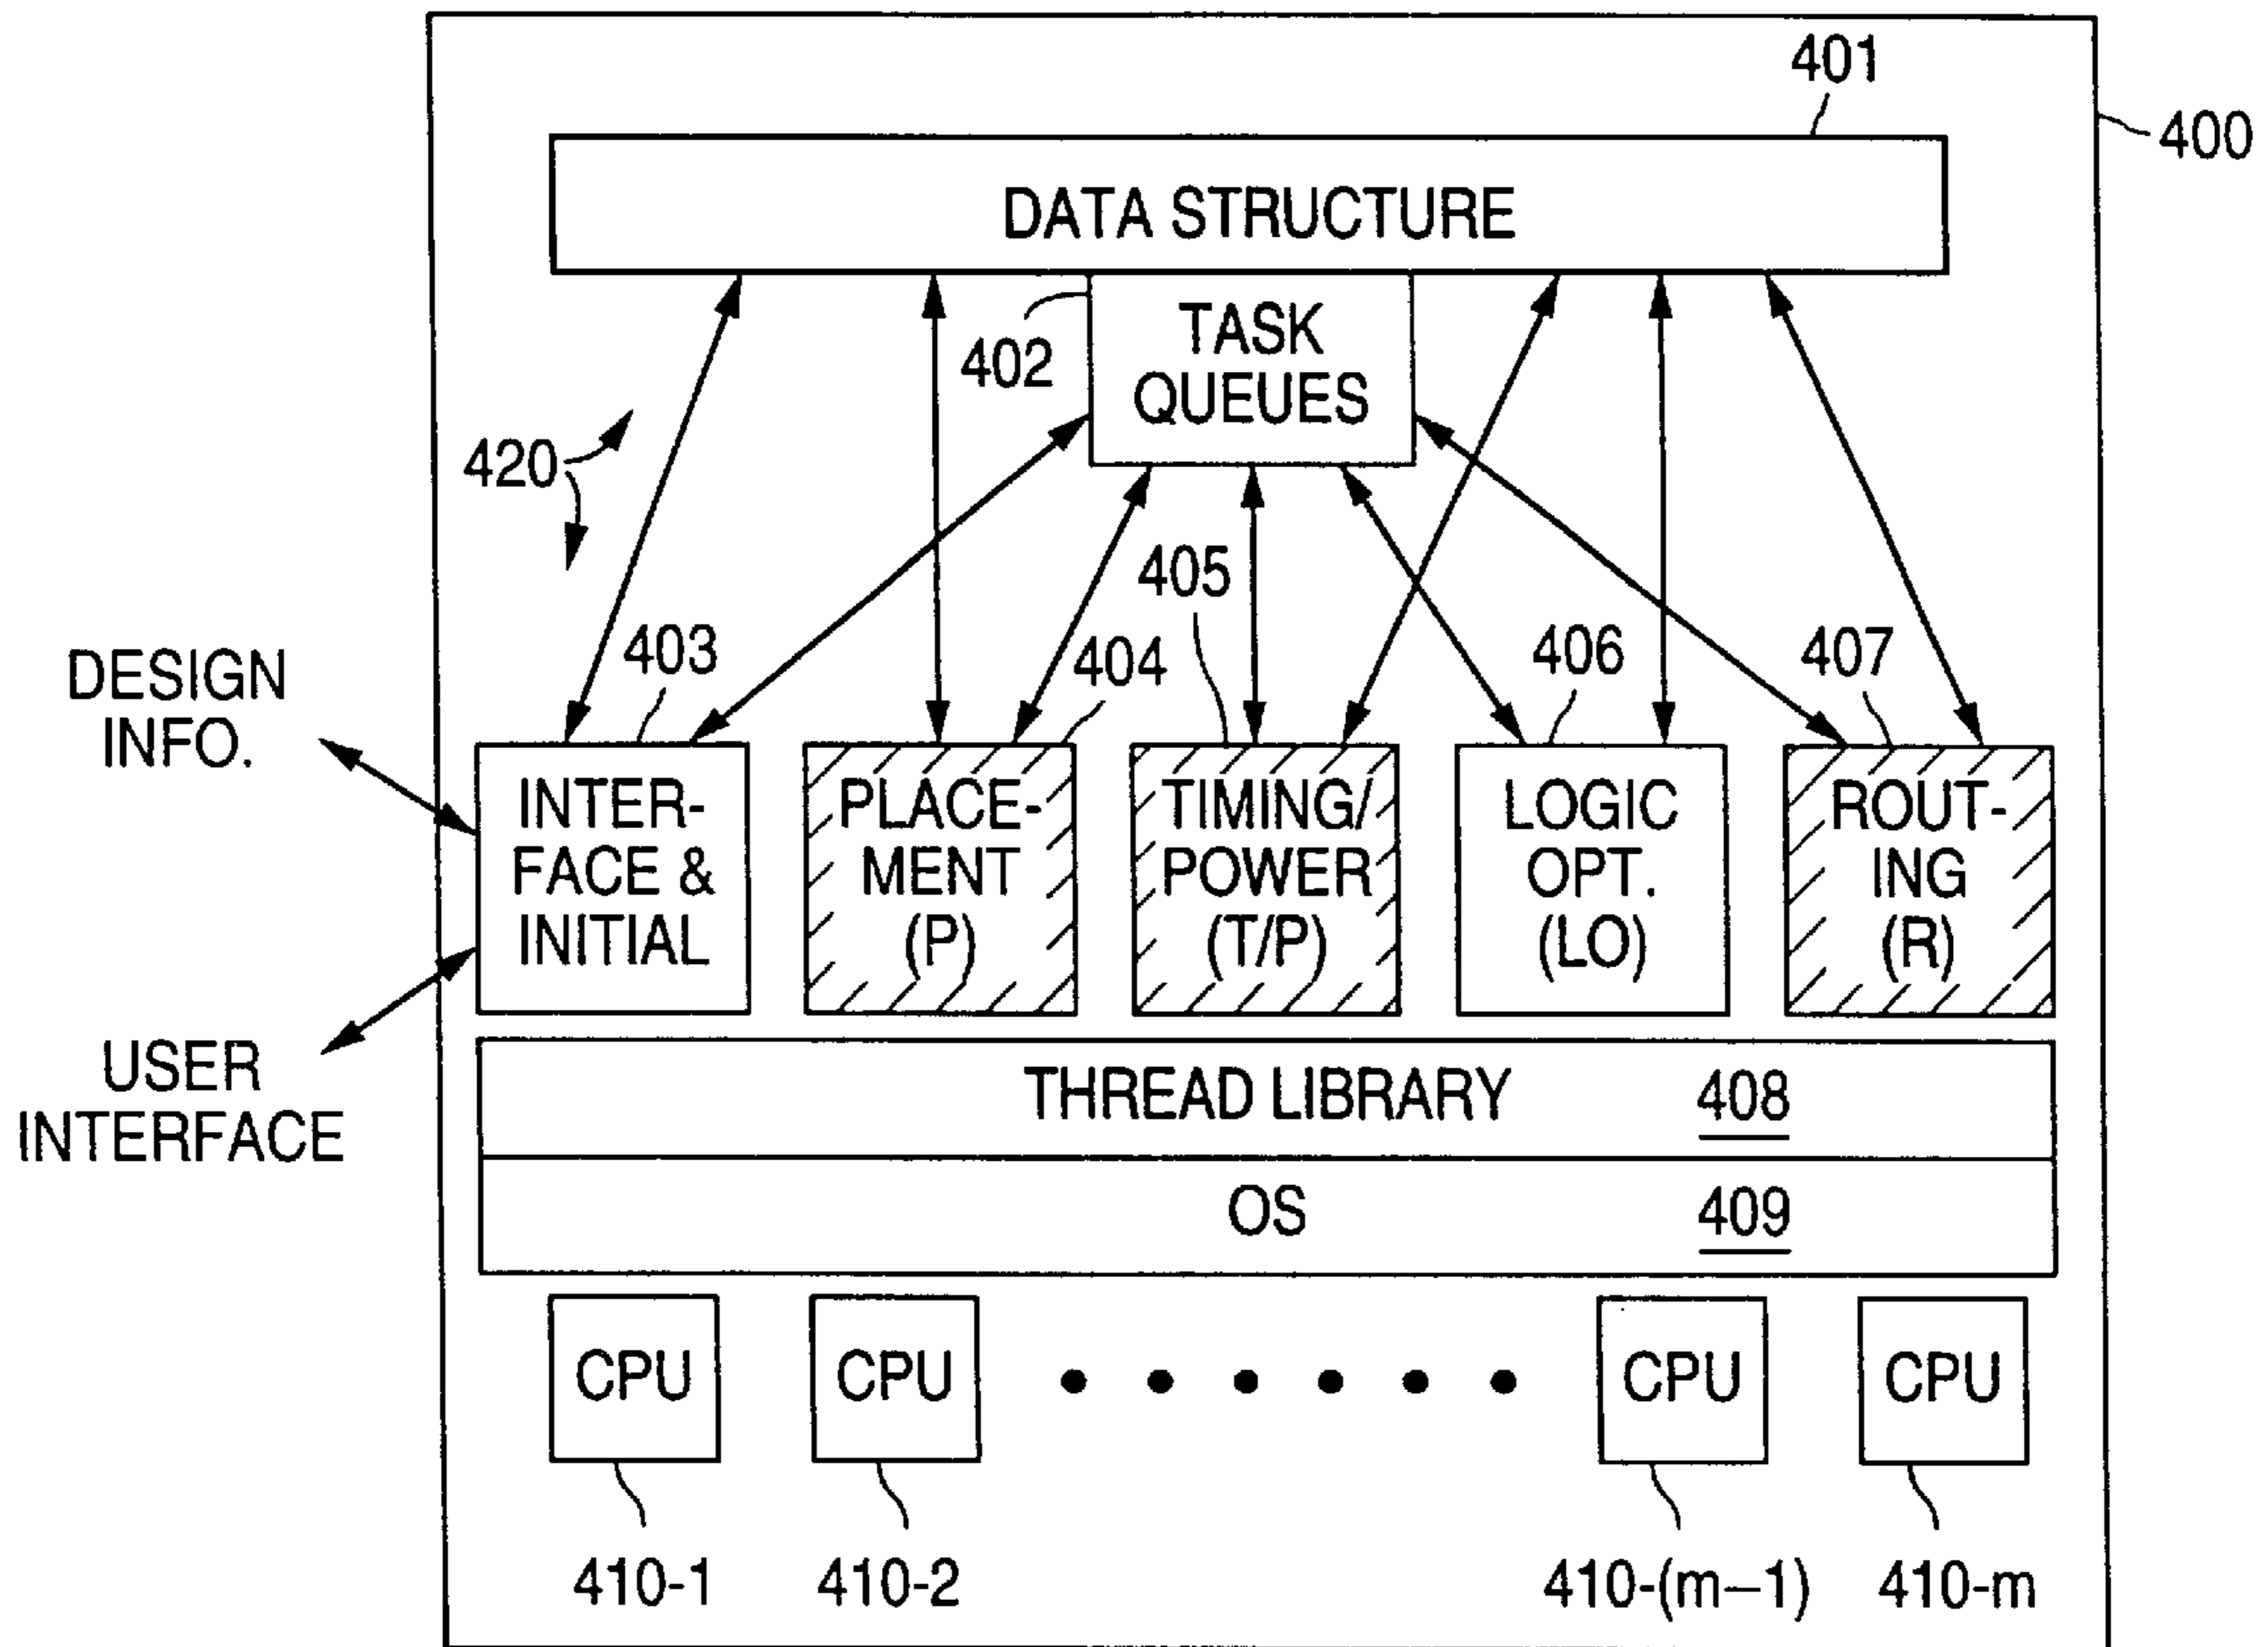 401
400
DATA STRUCTURE
402
TASK
QUEUES
420
405
403
404
406
407
DESIGN
INFO.
INTER-
FACE &
INITIAL
PLACE-
MENT
(P)
TIMING/
POWER
(T/P)
LOGIC
OPT.
(LO)
ROUT-
ING
(R)
USER
INTERFACE
THREAD LIBRARY 408
OS 409
CPU
CPU
CPU
CPU
410-1
410-2
410-(m–1)
410-m